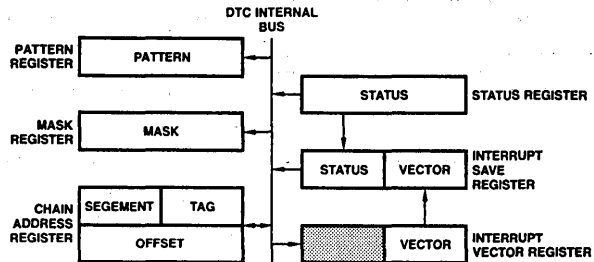 DTC INTERNAL
BUS
PATTERN
REGISTER
PATTERN
STATUS
STATUS REGISTER
MASK
REGISTER
MASK
STATUS
VECTOR
INTERRUPT
SAVE
REGISTER
CHAIN
ADDRESS
REGISTER
SEGEMENT
TAG
OFFSET
VECTOR
INTERRUPT
VECTOR REGISTER